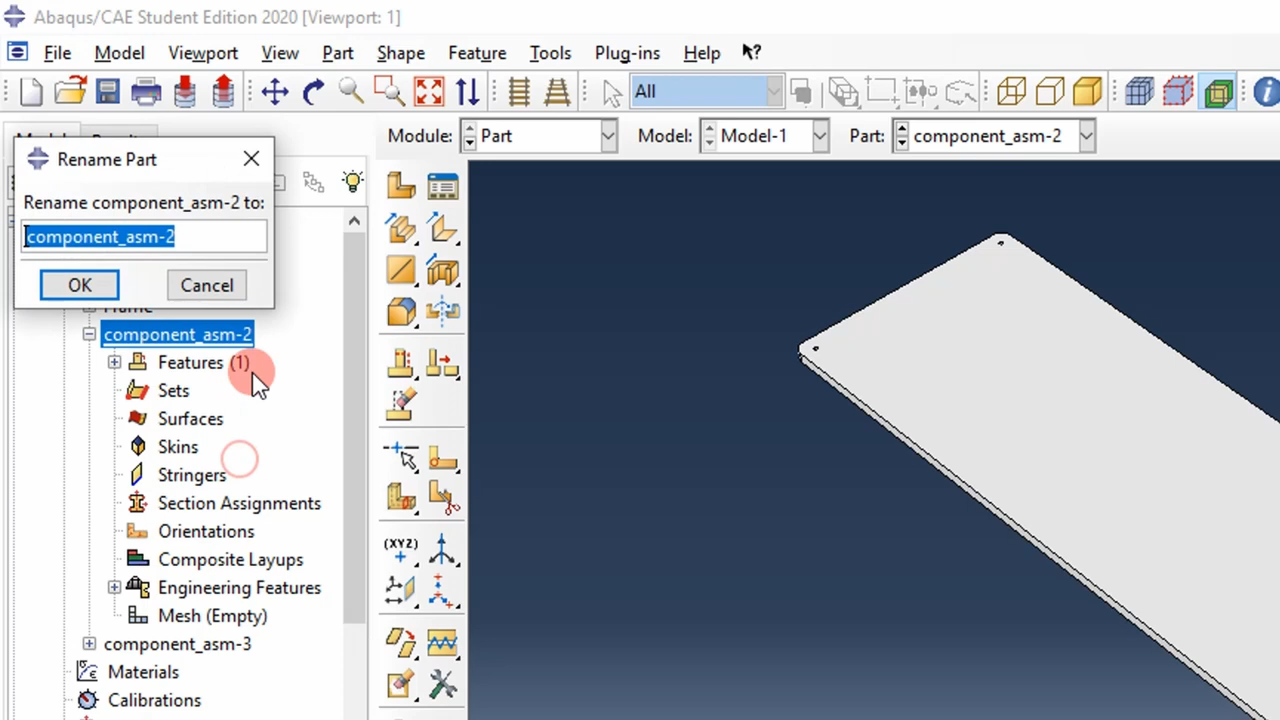 Abaqus/CAE Student Edition 2020 [Viewport: 1]
File Model Viewport View Part Shape Feature Tools Plug-ins Help
All
Module: Part Model: Model-1 Part: component_asm-2
Rename Part
Rename component_asm-2 to:
component_asm-2
OK Cancel
Frame
component_asm-2
Features (1)
Sets
Surfaces
Skins
Stringers
Section Assignments
Orientations
Composite Layups
Engineering Features
Mesh (Empty)
component_asm-3
Materials
Calibrations
(XYZ)